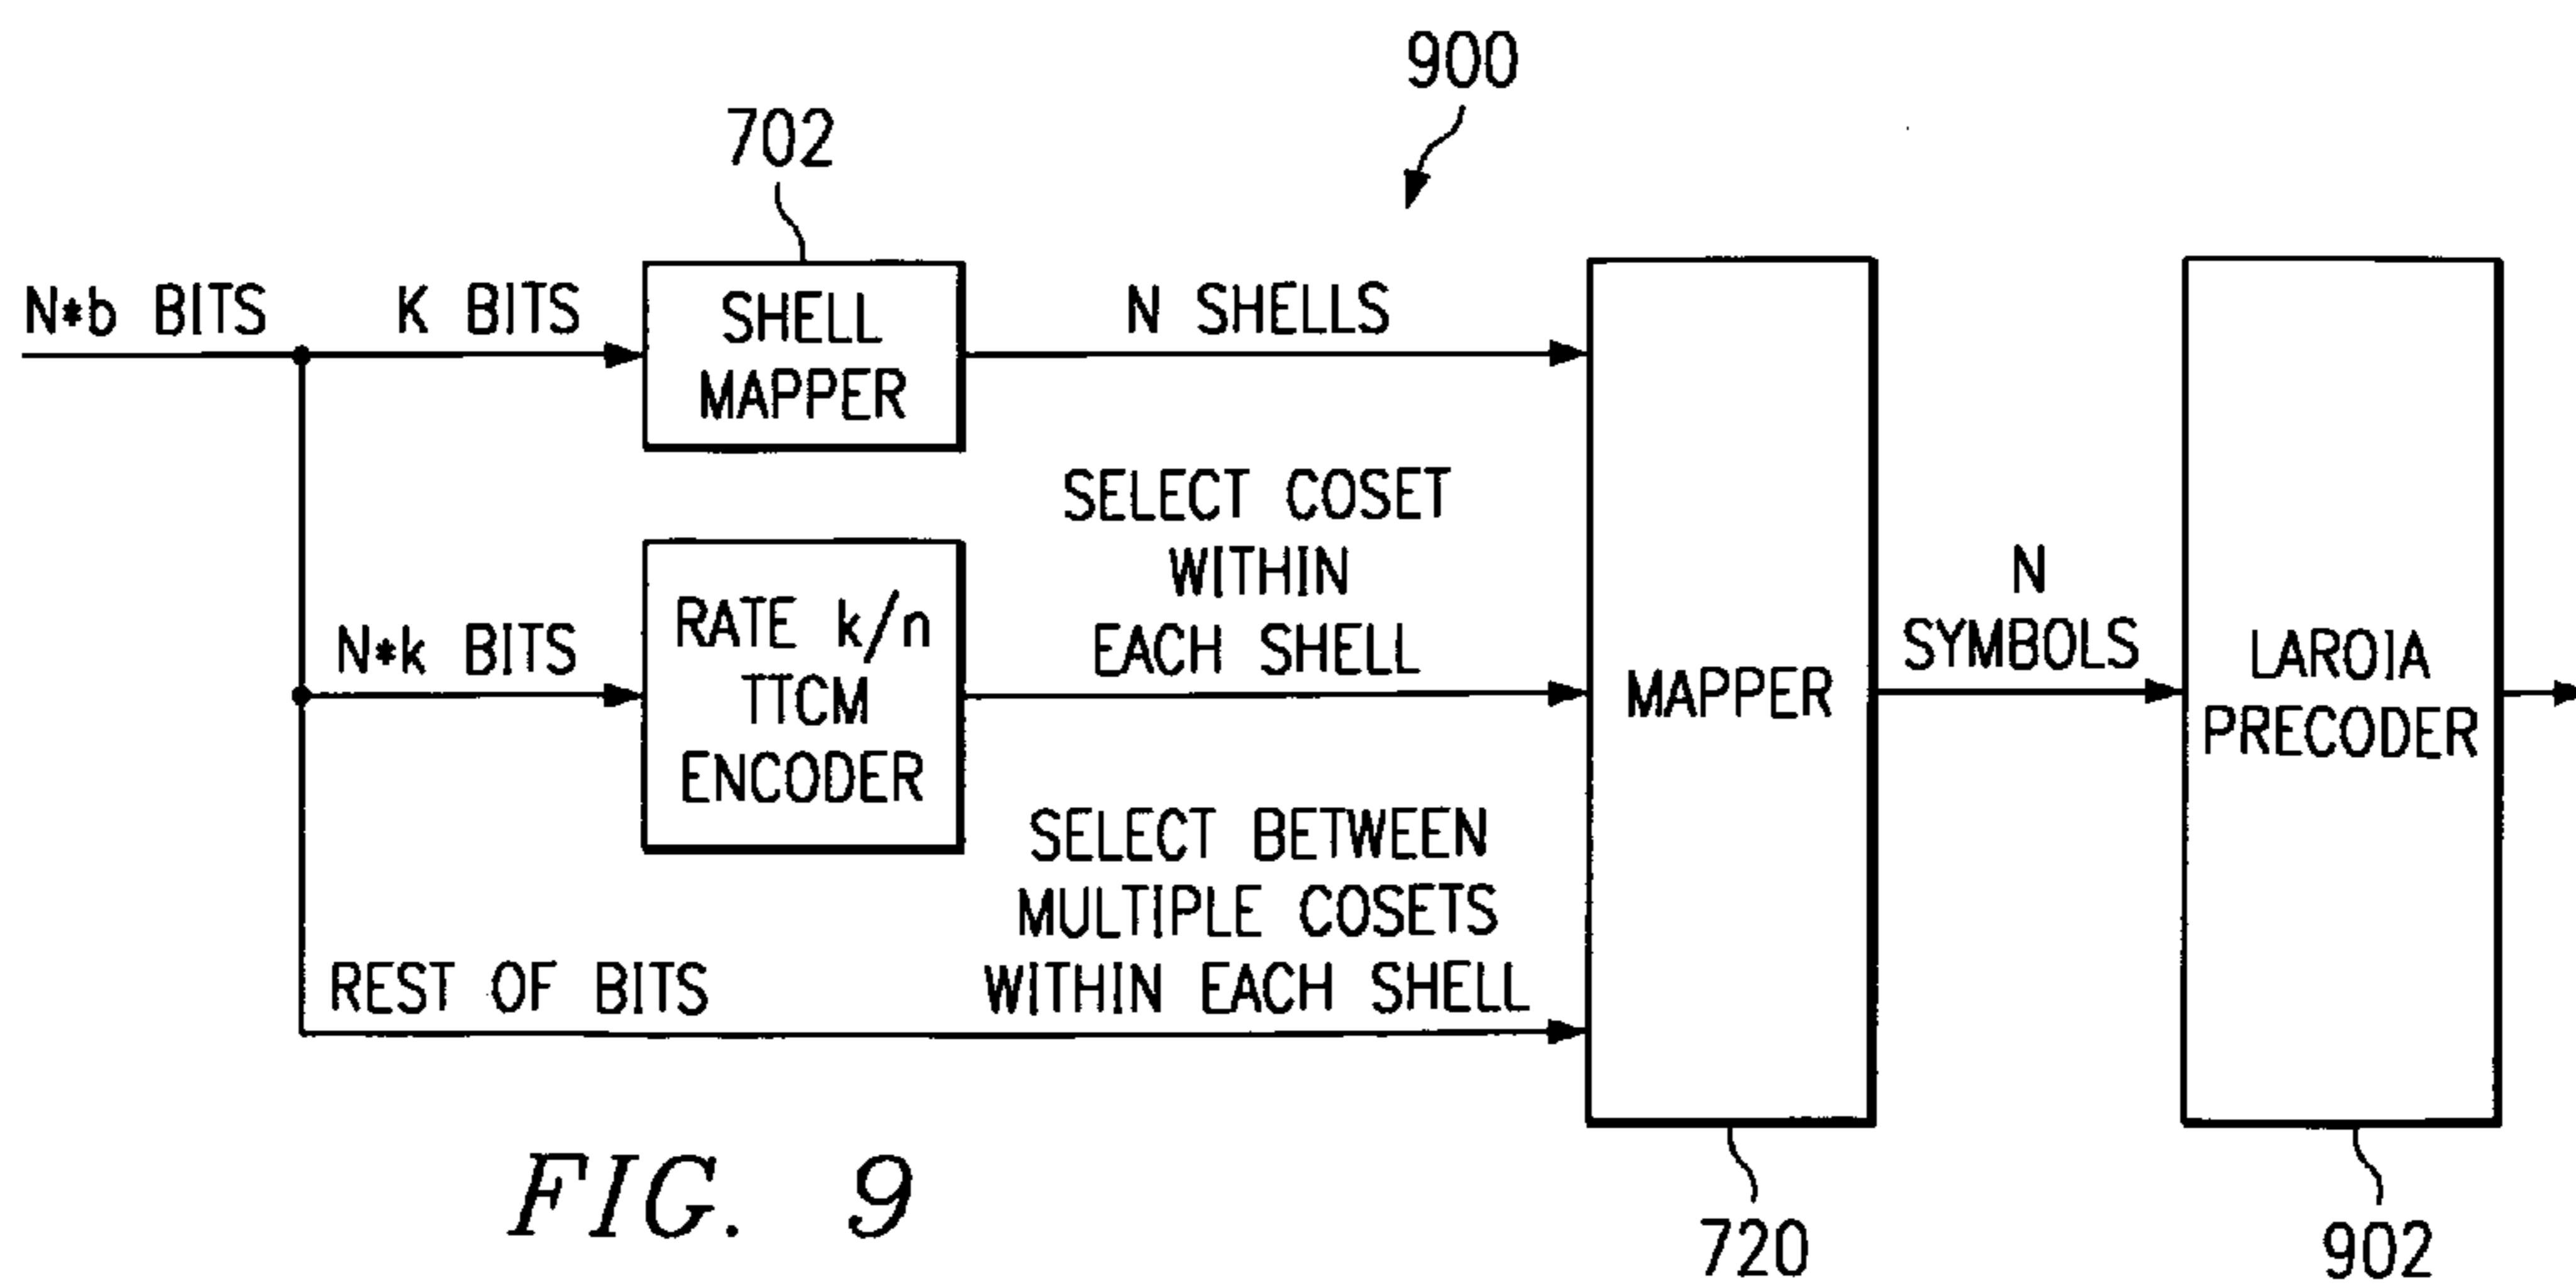 900
702
N*b BITS
K BITS
SHELL
MAPPER
N SHELLS
SELECT COSET
WITHIN
EACH SHELL
N*k BITS
RATE k/n
TTCM
ENCODER
MAPPER
N
SYMBOLS
LAROIA
PRECODER
SELECT BETWEEN
MULTIPLE COSETS
WITHIN EACH SHELL
REST OF BITS
FIG. 9
720
902